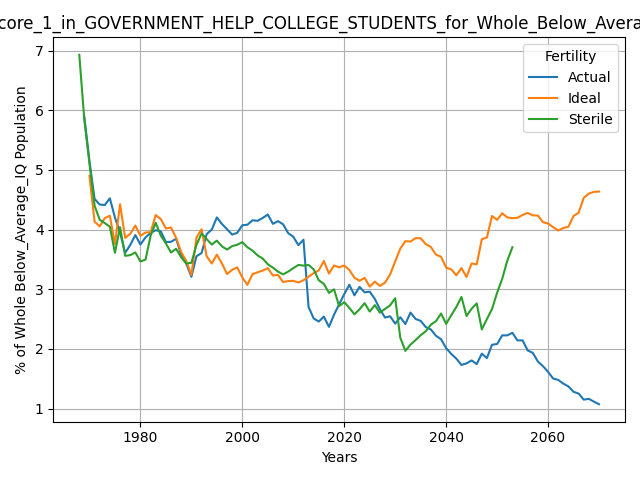 core_1_in_GOVERNMENT_HELP_COLLEGE_STUDENTS_for_Whole_Below_Avera
7
6
5
4
3
2
1
% of Whole Below_Average_IQ Population
Fertility
Actual
Ideal
Sterile
1980 2000 2020 2040 2060
Years